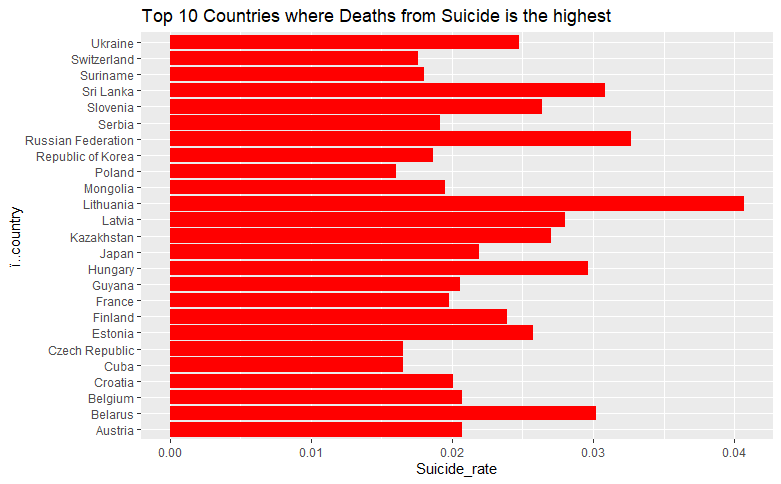 Top 10 Countries where Deaths from Suicide is the highest
Ukraine
Switzerland
Suriname
Sri Lanka
Slovenia
Serbia
Russian Federation
Republic of Korea
Poland
Mongolia
Lithuania
Latvia
Kazakhstan
Japan
Hungary
Guyana
France
Finland
Estonia
Czech Republic
Cuba
Croatia
Belgium
Belarus
Austria
ï..country
0.00 0.01 0.02 0.03 0.04
Suicide_rate